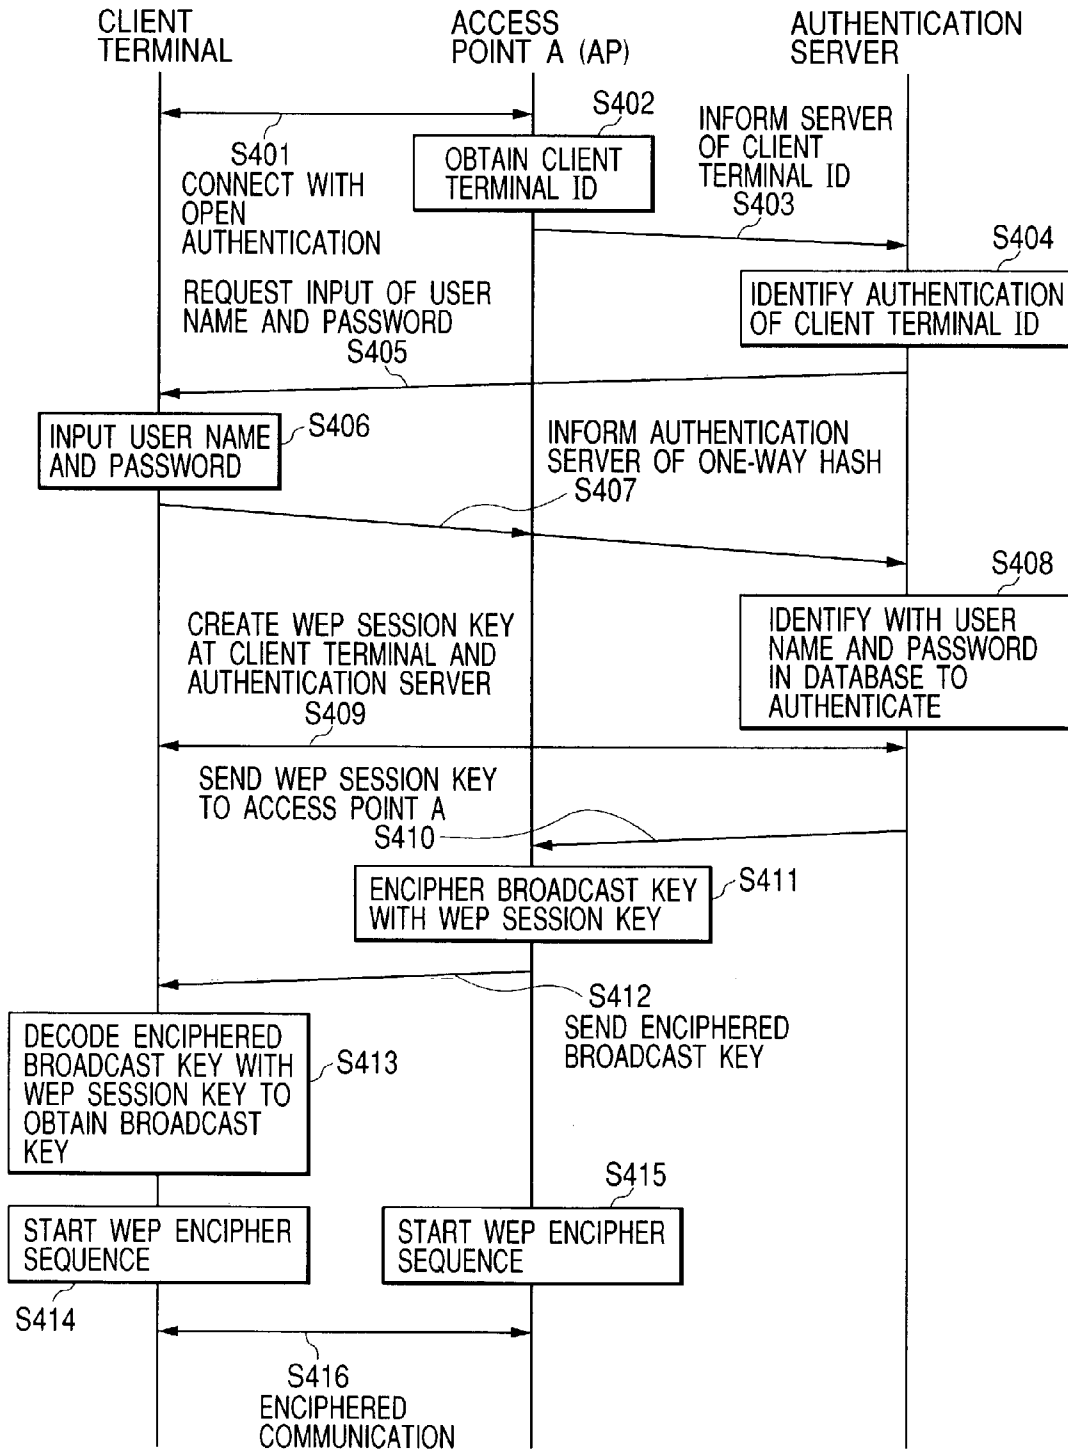 CLIENT
TERMINAL
ACCESS
POINT A (AP)
AUTHENTICATION
SERVER
S401
CONNECT WITH
OPEN
AUTHENTICATION
S402
OBTAIN CLIENT
TERMINAL ID
INFORM SERVER
OF CLIENT
TERMINAL ID
S403
S404
IDENTIFY AUTHENTICATION
OF CLIENT TERMINAL ID
REQUEST INPUT OF USER
NAME AND PASSWORD
S405
INPUT USER NAME
AND PASSWORD
S406
INFORM AUTHENTICATION
SERVER OF ONE-WAY HASH
S407
S408
IDENTIFY WITH USER
NAME AND PASSWORD
IN DATABASE TO
AUTHENTICATE
CREATE WEP SESSION KEY
AT CLIENT TERMINAL AND
AUTHENTICATION SERVER
S409
SEND WEP SESSION KEY
TO ACCESS POINT A
S410
ENCIPHER BROADCAST KEY
WITH WEP SESSION KEY
S411
S412
SEND ENCIPHERED
BROADCAST KEY
DECODE ENCIPHERED
BROADCAST KEY WITH
WEP SESSION KEY TO
OBTAIN BROADCAST
KEY
S413
START WEP ENCIPHER
SEQUENCE
S414
S415
START WEP ENCIPHER
SEQUENCE
S416
ENCIPHERED
COMMUNICATION